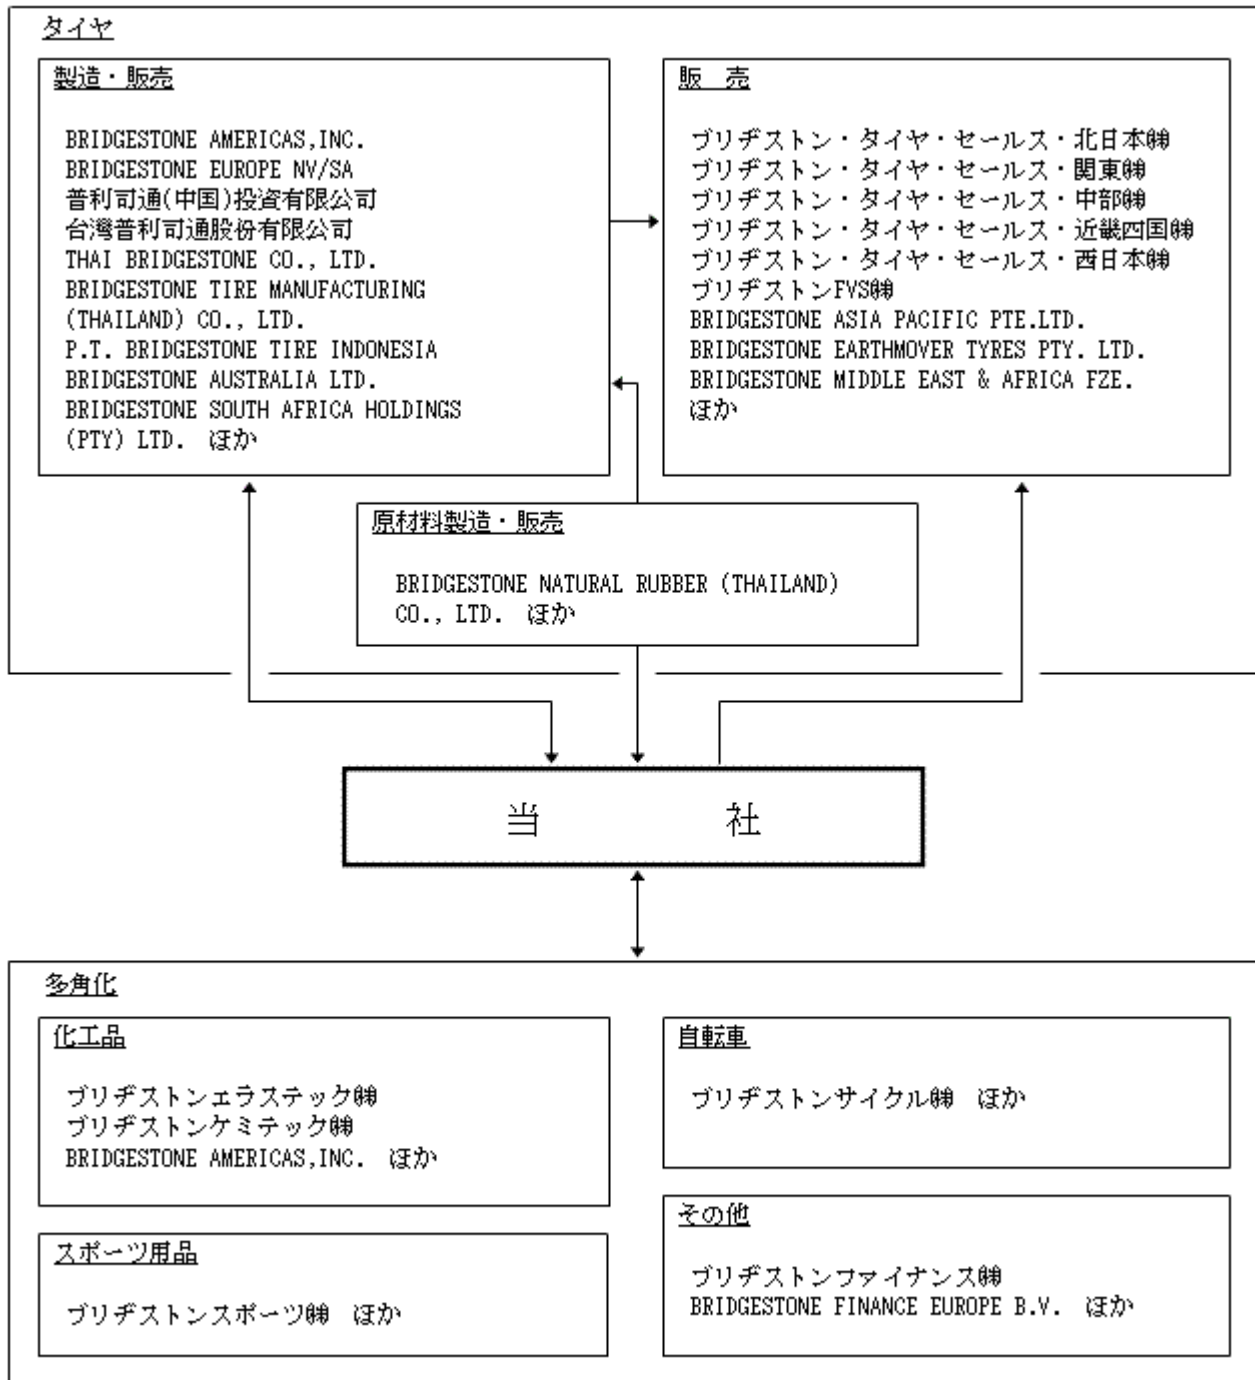 タイヤ
製造・販売
BRIDGESTONE AMERICAS,INC.
BRIDGESTONE EUROPE NV/SA
普利司通(中国)投資有限公司
台灣普利司通股份有限公司
THAI BRIDGESTONE CO., LTD.
BRIDGESTONE TIRE MANUFACTURING
(THAILAND) CO., LTD.
P.T. BRIDGESTONE TIRE INDONESIA
BRIDGESTONE AUSTRALIA LTD.
BRIDGESTONE SOUTH AFRICA HOLDINGS
(PTY) LTD. ほか
販 売
ブリヂストン・タイヤ・セールス・北日本㈱
ブリヂストン・タイヤ・セールス・関東㈱
ブリヂストン・タイヤ・セールス・中部㈱
ブリヂストン・タイヤ・セールス・近畿四国㈱
ブリヂストン・タイヤ・セールス・西日本㈱
ブリヂストンFVS㈱
BRIDGESTONE ASIA PACIFIC PTE.LTD.
BRIDGESTONE EARTHMOVER TYRES PTY. LTD.
BRIDGESTONE MIDDLE EAST & AFRICA FZE.
ほか
原材料製造・販売
BRIDGESTONE NATURAL RUBBER (THAILAND)
CO., LTD. ほか
当 社
多角化
化工品
ブリヂストンエラステック㈱
ブリヂストンケミテック㈱
BRIDGESTONE AMERICAS,INC. ほか
自転車
ブリヂストンサイクル㈱ ほか
スポーツ用品
ブリヂストンスポーツ㈱ ほか
その他
ブリヂストンファイナンス㈱
BRIDGESTONE FINANCE EUROPE B.V. ほか